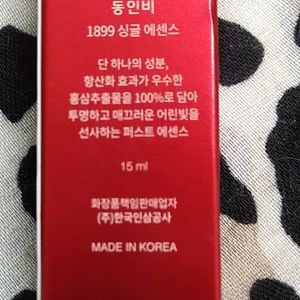 동인비
1899 싱글 에센스
단 하나의 성분,
항산화 효과가 우수한
홍삼추출물을 100%로 담아
투명하고 매끄러운 어린빛을
선사하는 퍼스트 에센스
15 ml
화장품책임판매업자
(주)한국인삼공사
MADE IN KOREA